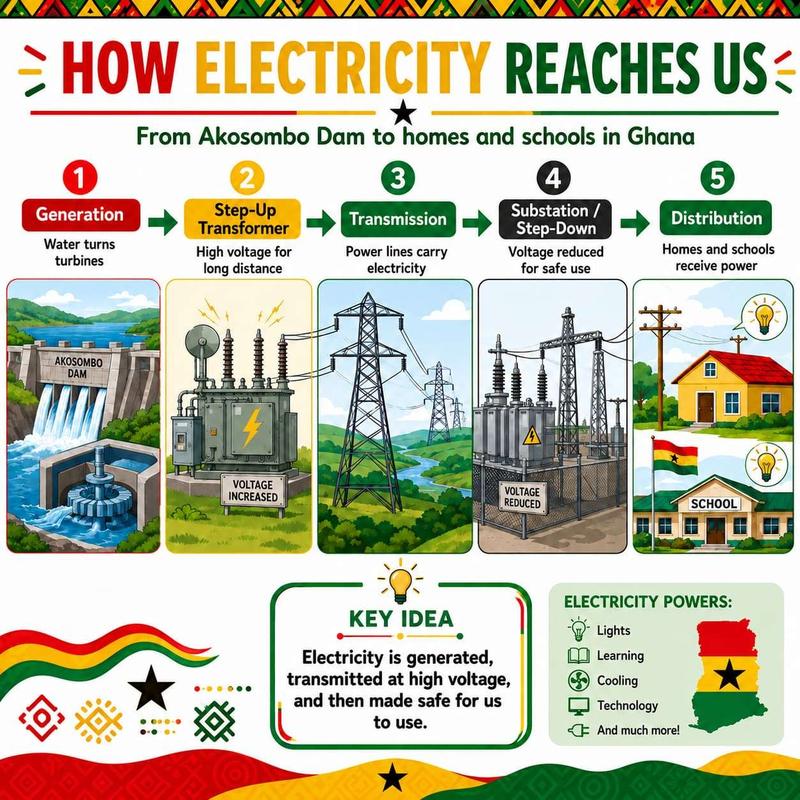 HOW ELECTRICITY REACHES US
From Akosombo Dam to homes and schools in Ghana
1
Generation
Water turns
turbines
2
Step-Up
Transformer
High voltage for
long distance
3
Transmission
Power lines carry
electricity
4
Substation /
Step-Down
Voltage reduced
for safe use
5
Distribution
Homes and schools
receive power
AKOSOMBO
DAM
VOLTAGE
INCREASED
VOLTAGE
REDUCED
SCHOOL
KEY IDEA
Electricity is generated,
transmitted at high voltage,
and then made safe for us
to use.
ELECTRICITY POWERS:
Lights
Learning
Cooling
Technology
And much more!